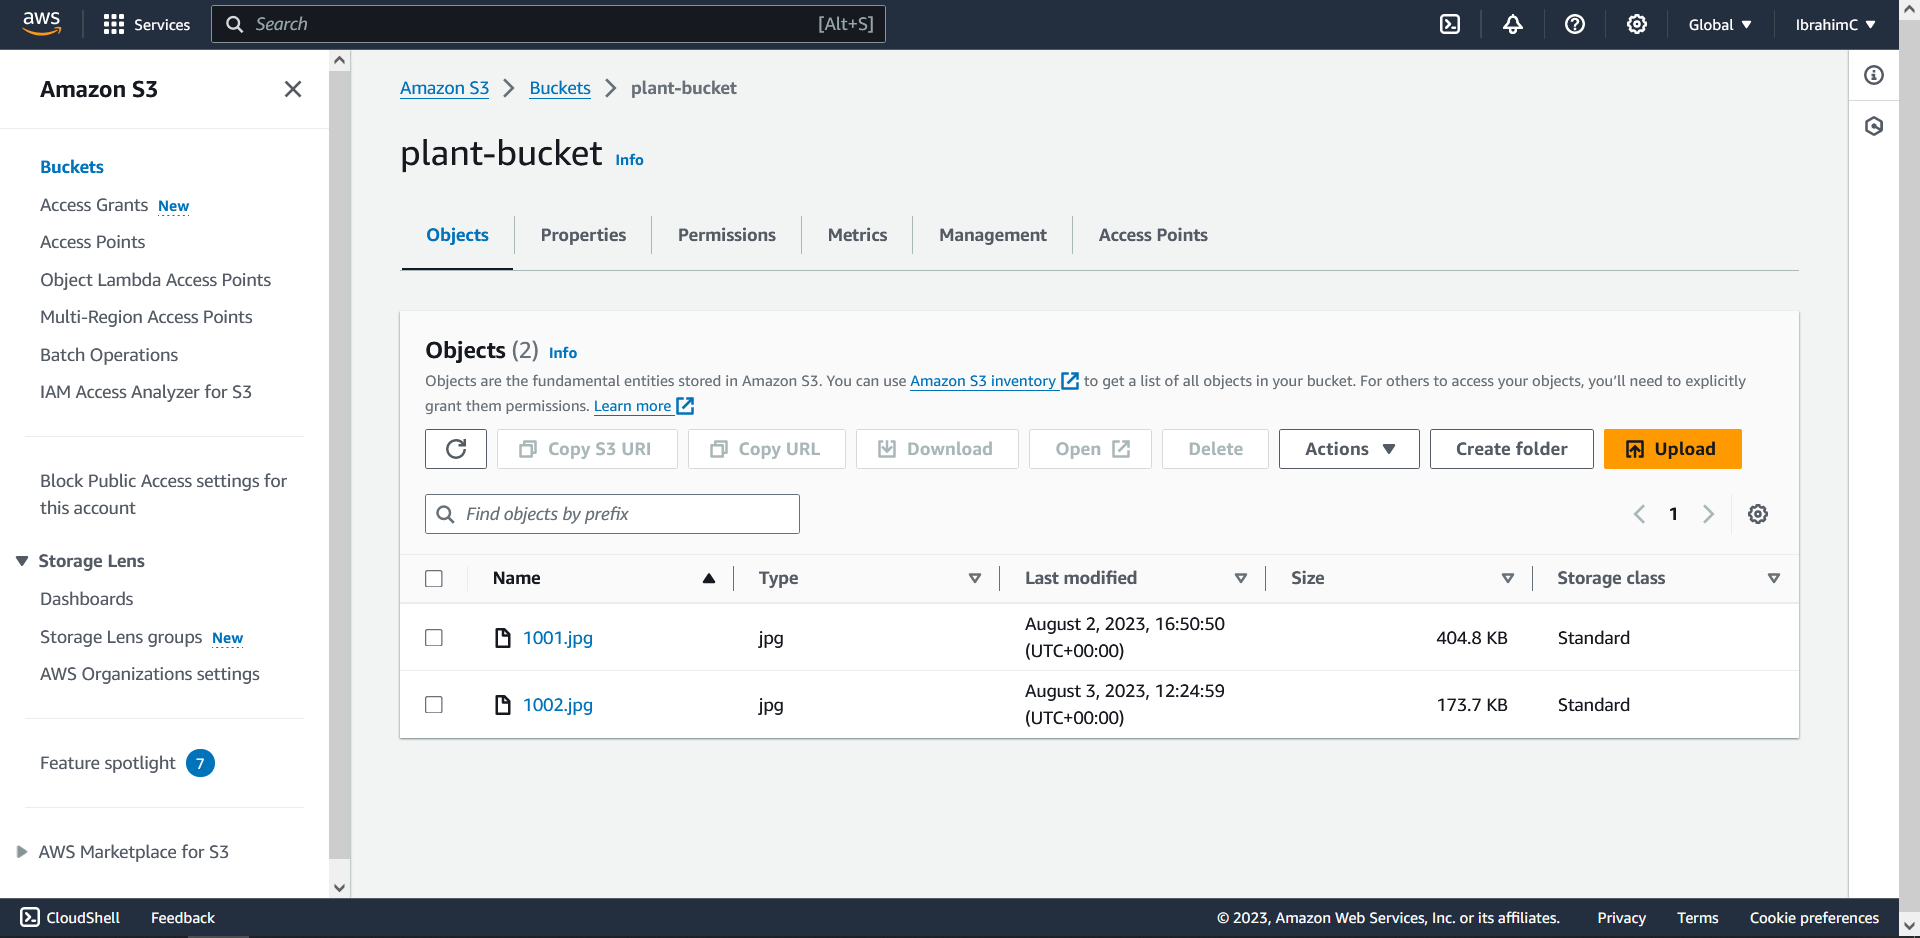 aws
Services
Search [Alt+S]
Global
IbrahimC
Amazon S3
Buckets
Access Grants New
Access Points
Object Lambda Access Points
Multi-Region Access Points
Batch Operations
IAM Access Analyzer for S3
Block Public Access settings for
this account
Storage Lens
Dashboards
Storage Lens groups New
AWS Organizations settings
Feature spotlight 7
AWS Marketplace for S3
Amazon S3 Buckets plant-bucket
plant-bucket Info
Objects Properties Permissions Metrics Management Access Points
Objects (2) Info
Objects are the fundamental entities stored in Amazon S3. You can use Amazon S3 inventory to get a list of all objects in your bucket. For others to access your objects, you’ll need to explicitly
grant them permissions. Learn more
Copy S3 URI Copy URL Download Open Delete Actions Create folder Upload
Find objects by prefix 1
Name Type Last modified Size Storage class
1001.jpg jpg August 2, 2023, 16:50:50 404.8 KB Standard
(UTC+00:00)
1002.jpg jpg August 3, 2023, 12:24:59 173.7 KB Standard
(UTC+00:00)
CloudShell Feedback © 2023, Amazon Web Services, Inc. or its affiliates. Privacy Terms Cookie preferences